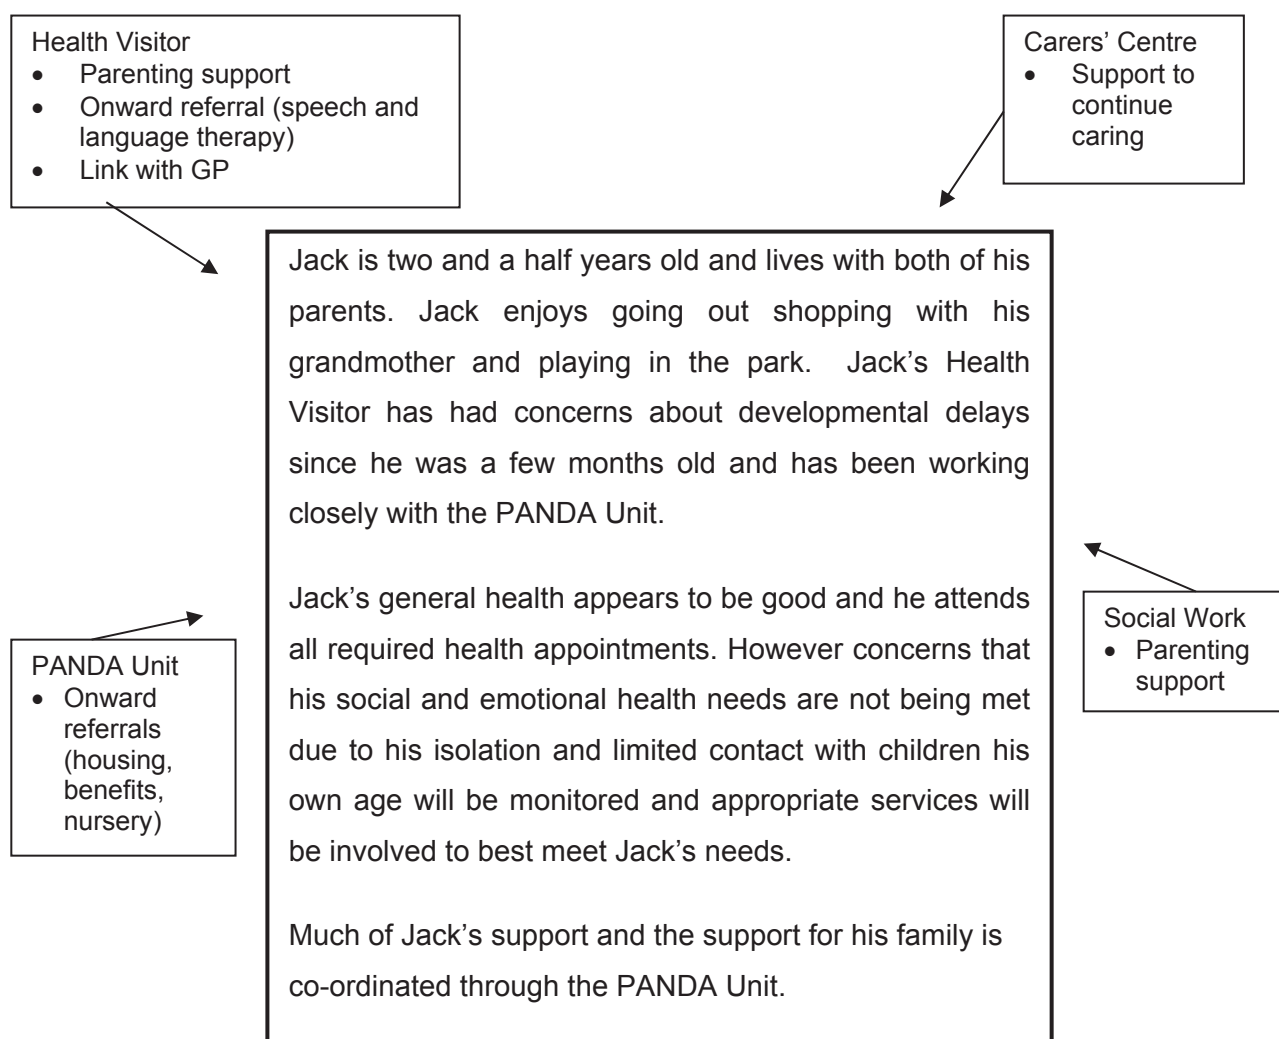 Health Visitor
• Parenting support
• Onward referral (speech and
language therapy)
• Link with GP
Carers’ Centre
• Support to
continue
caring
Jack is two and a half years old and lives with both of his
parents. Jack enjoys going out shopping with his
grandmother and playing in the park. Jack’s Health
Visitor has had concerns about developmental delays
since he was a few months old and has been working
closely with the PANDA Unit.
Jack’s general health appears to be good and he attends
all required health appointments. However concerns that
his social and emotional health needs are not being met
due to his isolation and limited contact with children his
own age will be monitored and appropriate services will
be involved to best meet Jack’s needs.
Much of Jack’s support and the support for his family is
co-ordinated through the PANDA Unit.
PANDA Unit
• Onward
referrals
(housing,
benefits,
nursery)
Social Work
• Parenting
support